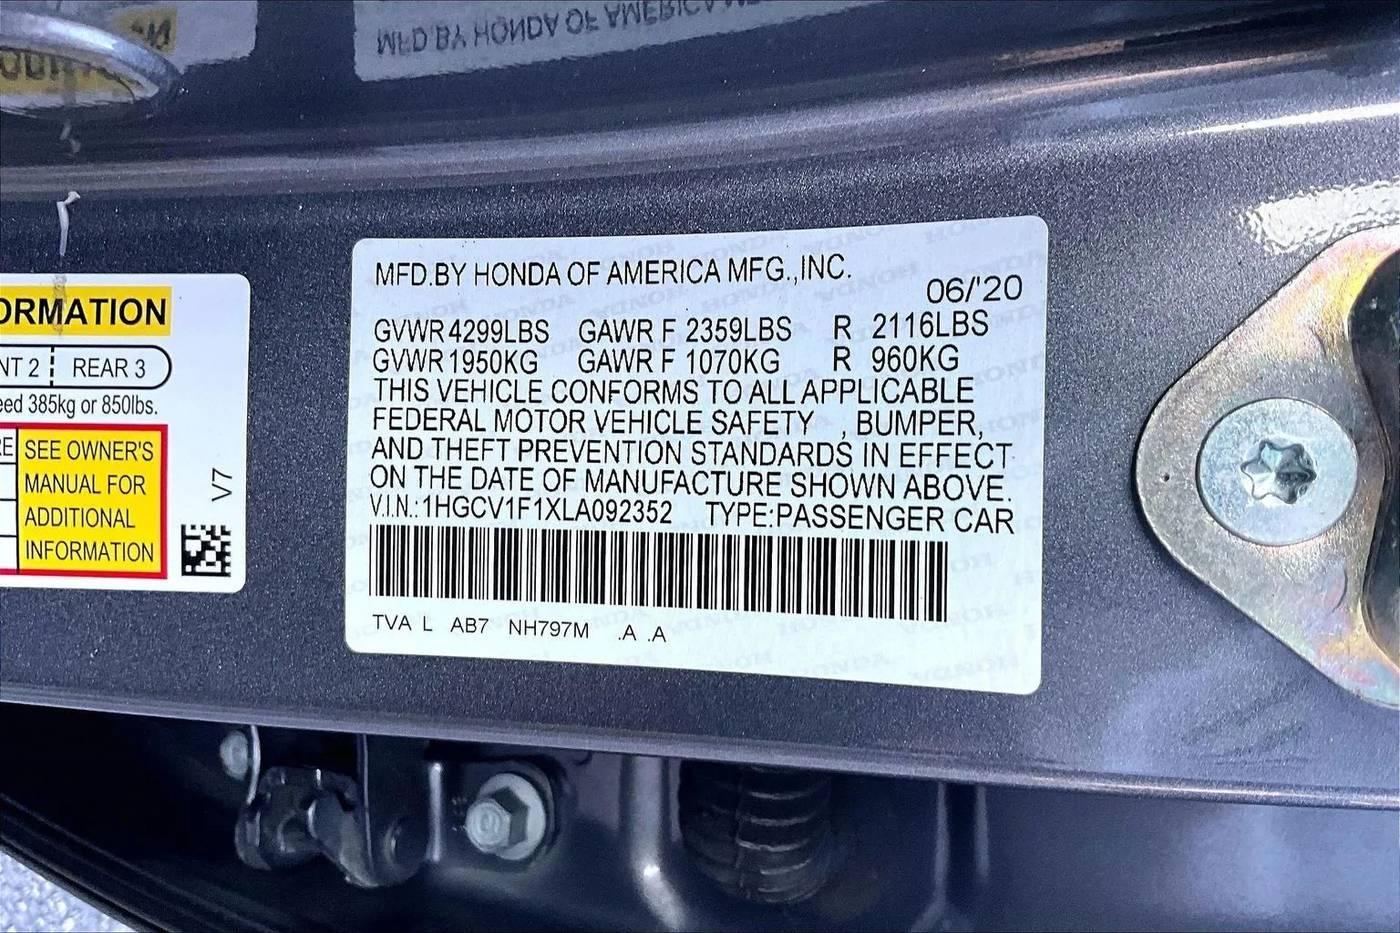 MFD BY HONDA OF AMERICA
ORMATION
NT 2 REAR 3
eed 385kg or 850lbs.
RE SEE OWNER'S
MANUAL FOR
ADDITIONAL
INFORMATION
V7
MFD.BY HONDA OF AMERICA MFG.,INC.
06/'20
GVWR 4299LBS GAWR F 2359LBS R 2116LBS
GVWR 1950KG GAWR F 1070KG R 960KG
THIS VEHICLE CONFORMS TO ALL APPLICABLE
FEDERAL MOTOR VEHICLE SAFETY , BUMPER,
AND THEFT PREVENTION STANDARDS IN EFFECT
ON THE DATE OF MANUFACTURE SHOWN ABOVE.
V.I.N.:1HGCV1F1XLA092352 TYPE:PASSENGER CAR
TVA L AB7 NH797M .A .A